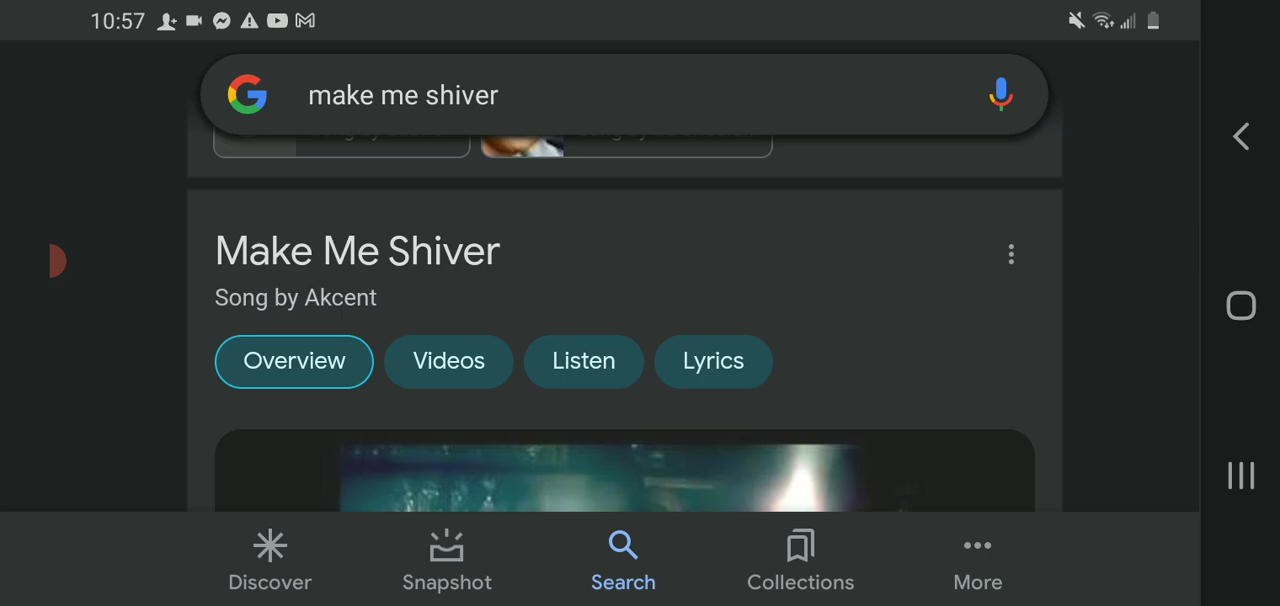 10:57
make me shiver
Make Me Shiver
Song by Akcent
Overview
Videos
Listen
Lyrics
Discover
Snapshot
Search
Collections
More